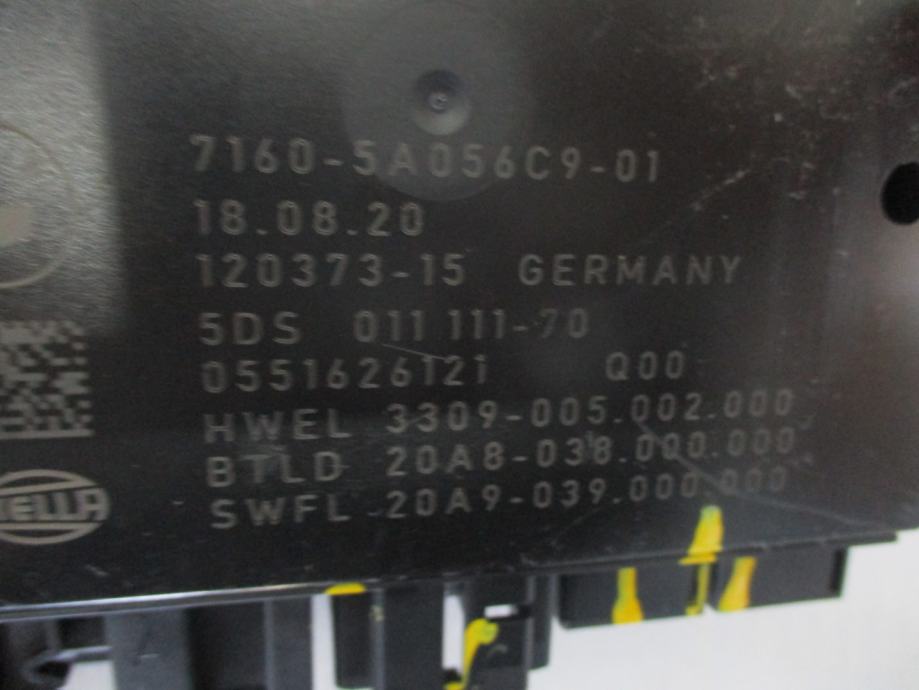 7160-5A056C9-01
18.08.20
120373-15 GERMANY
5DS 011 111-70
0551626121 Q00
HWEL 3309-005.002.000
BTLD 20A8-038.000.000
SWFL 20A9-039.000.000
HELLA